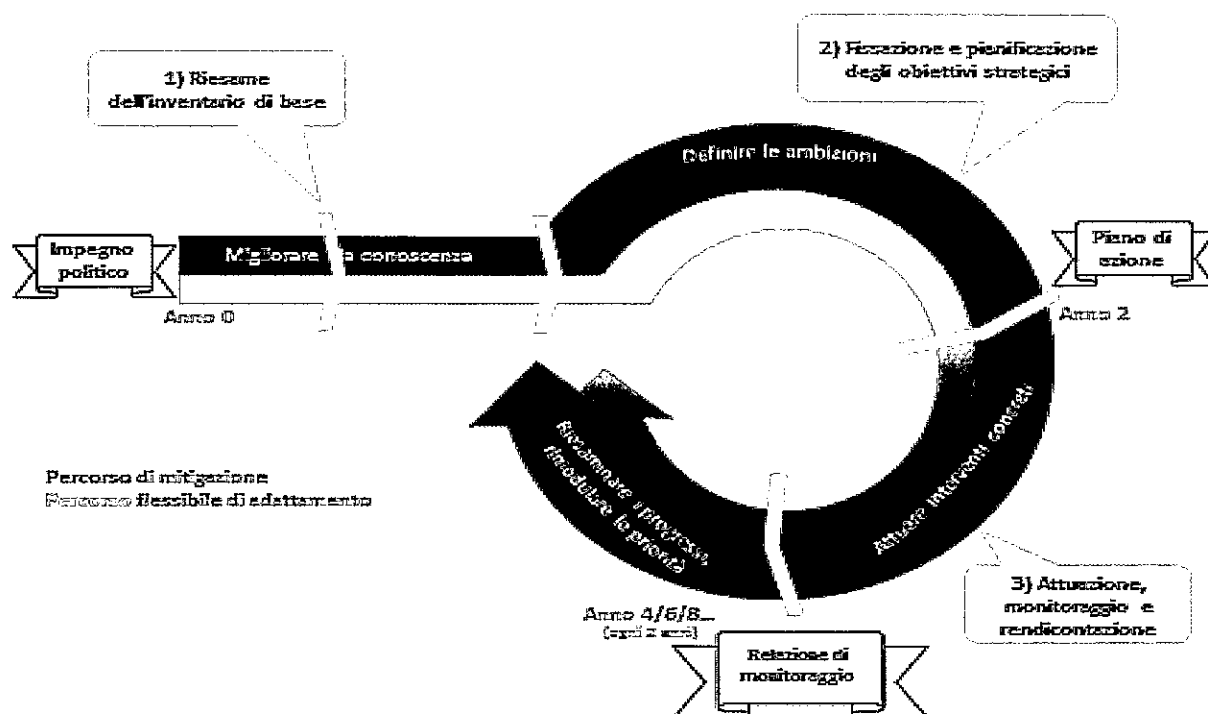 1) Riesame
dell'inventario di base
2) Fissazione e pianificazione
degli obiettivi strategici
Definire le ambizioni
Impegno
politico
Migliorare la conoscenza
Piano di
azione
Anno 0
Anno 2
Attuare interventi concreti
Riesaminare i progressi,
rimodulare le priorità
Percorso di mitigazione
Percorso flessibile di adattamento
3) Attuazione,
monitoraggio e
rendicontazione
Anno 4/6/8...
(ogni 2 anni)
Relazione di
monitoraggio